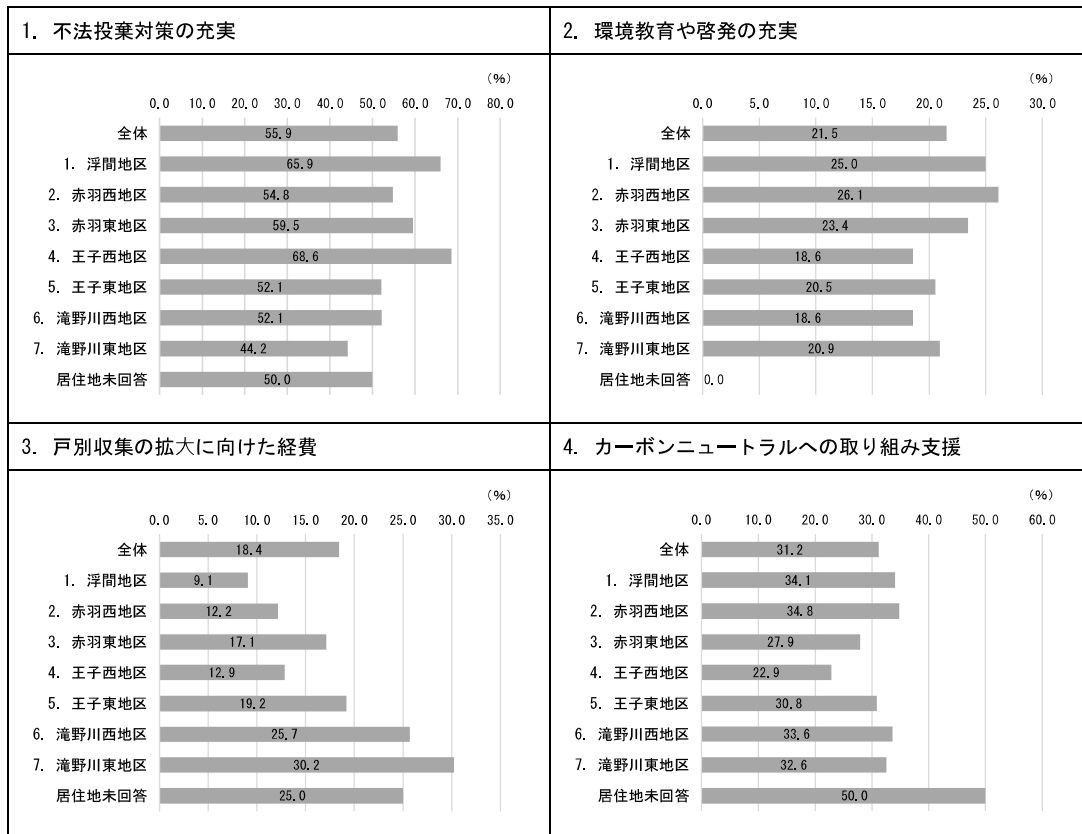 1. 不法投棄対策の充実
(%)
0.0 10.0 20.0 30.0 40.0 50.0 60.0 70.0 80.0
全体 55.9
1. 浮間地区 65.9
2. 赤羽西地区 54.8
3. 赤羽東地区 59.5
4. 王子西地区 68.6
5. 王子東地区 52.1
6. 滝野川西地区 52.1
7. 滝野川東地区 44.2
居住地未回答 50.0
2. 環境教育や啓発の充実
(%)
0.0 5.0 10.0 15.0 20.0 25.0 30.0
全体 21.5
1. 浮間地区 25.0
2. 赤羽西地区 26.1
3. 赤羽東地区 23.4
4. 王子西地区 18.6
5. 王子東地区 20.5
6. 滝野川西地区 18.6
7. 滝野川東地区 20.9
居住地未回答 0.0
3. 戸別収集の拡大に向けた経費
(%)
0.0 5.0 10.0 15.0 20.0 25.0 30.0 35.0
全体 18.4
1. 浮間地区 9.1
2. 赤羽西地区 12.2
3. 赤羽東地区 17.1
4. 王子西地区 12.9
5. 王子東地区 19.2
6. 滝野川西地区 25.7
7. 滝野川東地区 30.2
居住地未回答 25.0
4. カーボンニュートラルへの取り組み支援
(%)
0.0 10.0 20.0 30.0 40.0 50.0 60.0
全体 31.2
1. 浮間地区 34.1
2. 赤羽西地区 34.8
3. 赤羽東地区 27.9
4. 王子西地区 22.9
5. 王子東地区 30.8
6. 滝野川西地区 33.6
7. 滝野川東地区 32.6
居住地未回答 50.0